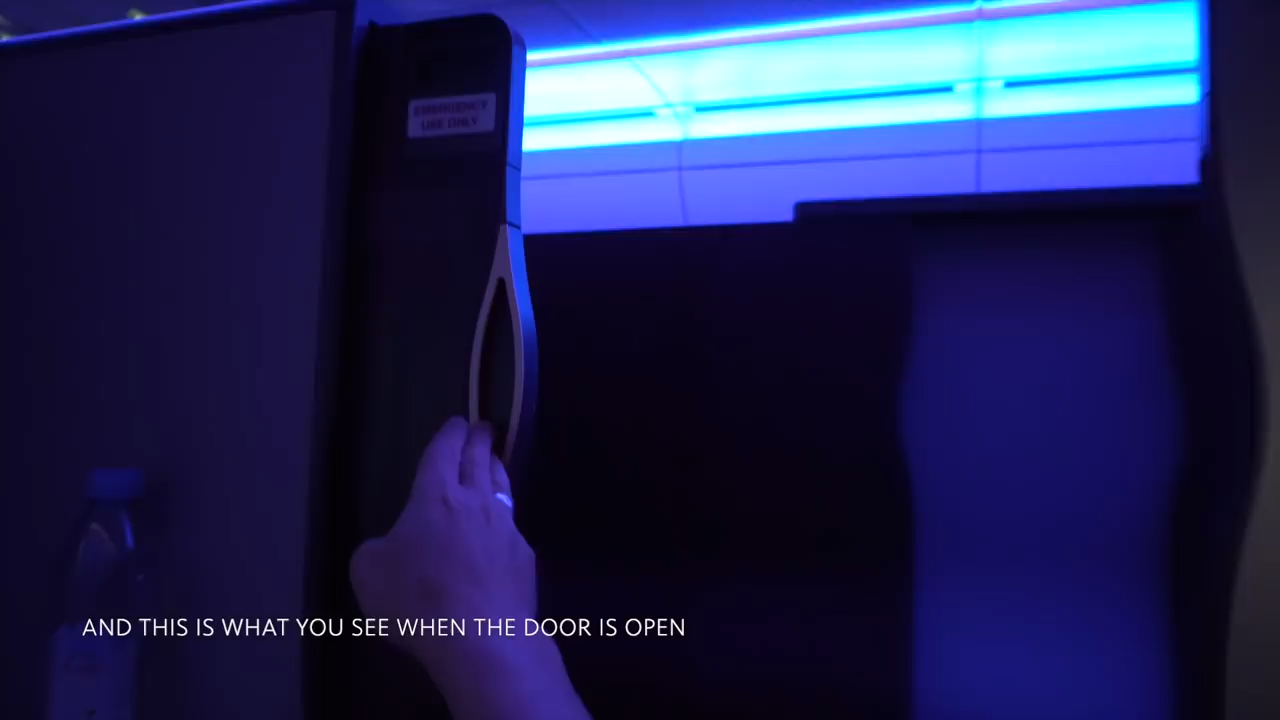 EMERGENCY
USE ONLY
AND THIS IS WHAT YOU SEE WHEN THE DOOR IS OPEN